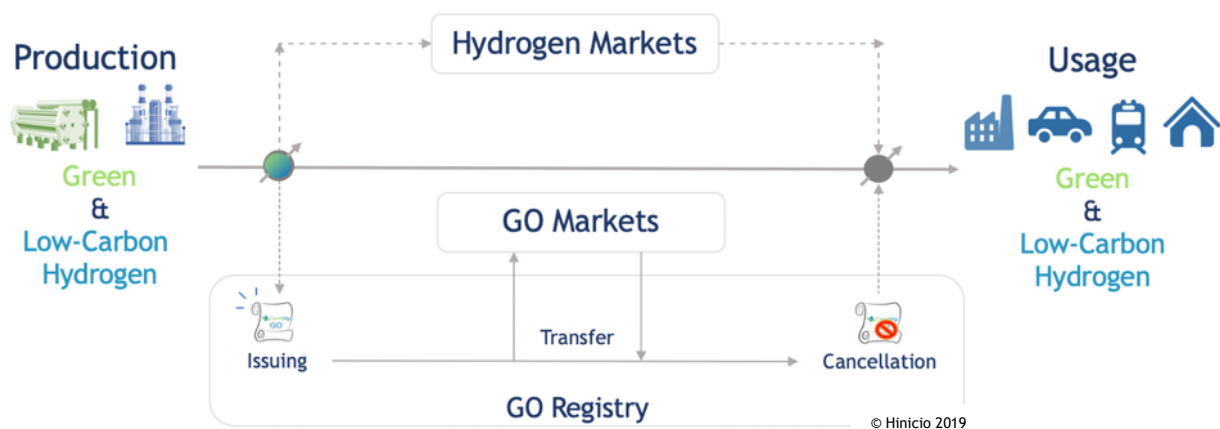 Production
Green
&
Low-Carbon
Hydrogen
Hydrogen Markets
GO Markets
GO
Issuing
Transfer
Cancellation
GO Registry
Usage
Green
&
Low-Carbon
Hydrogen
© Hinicio 2019